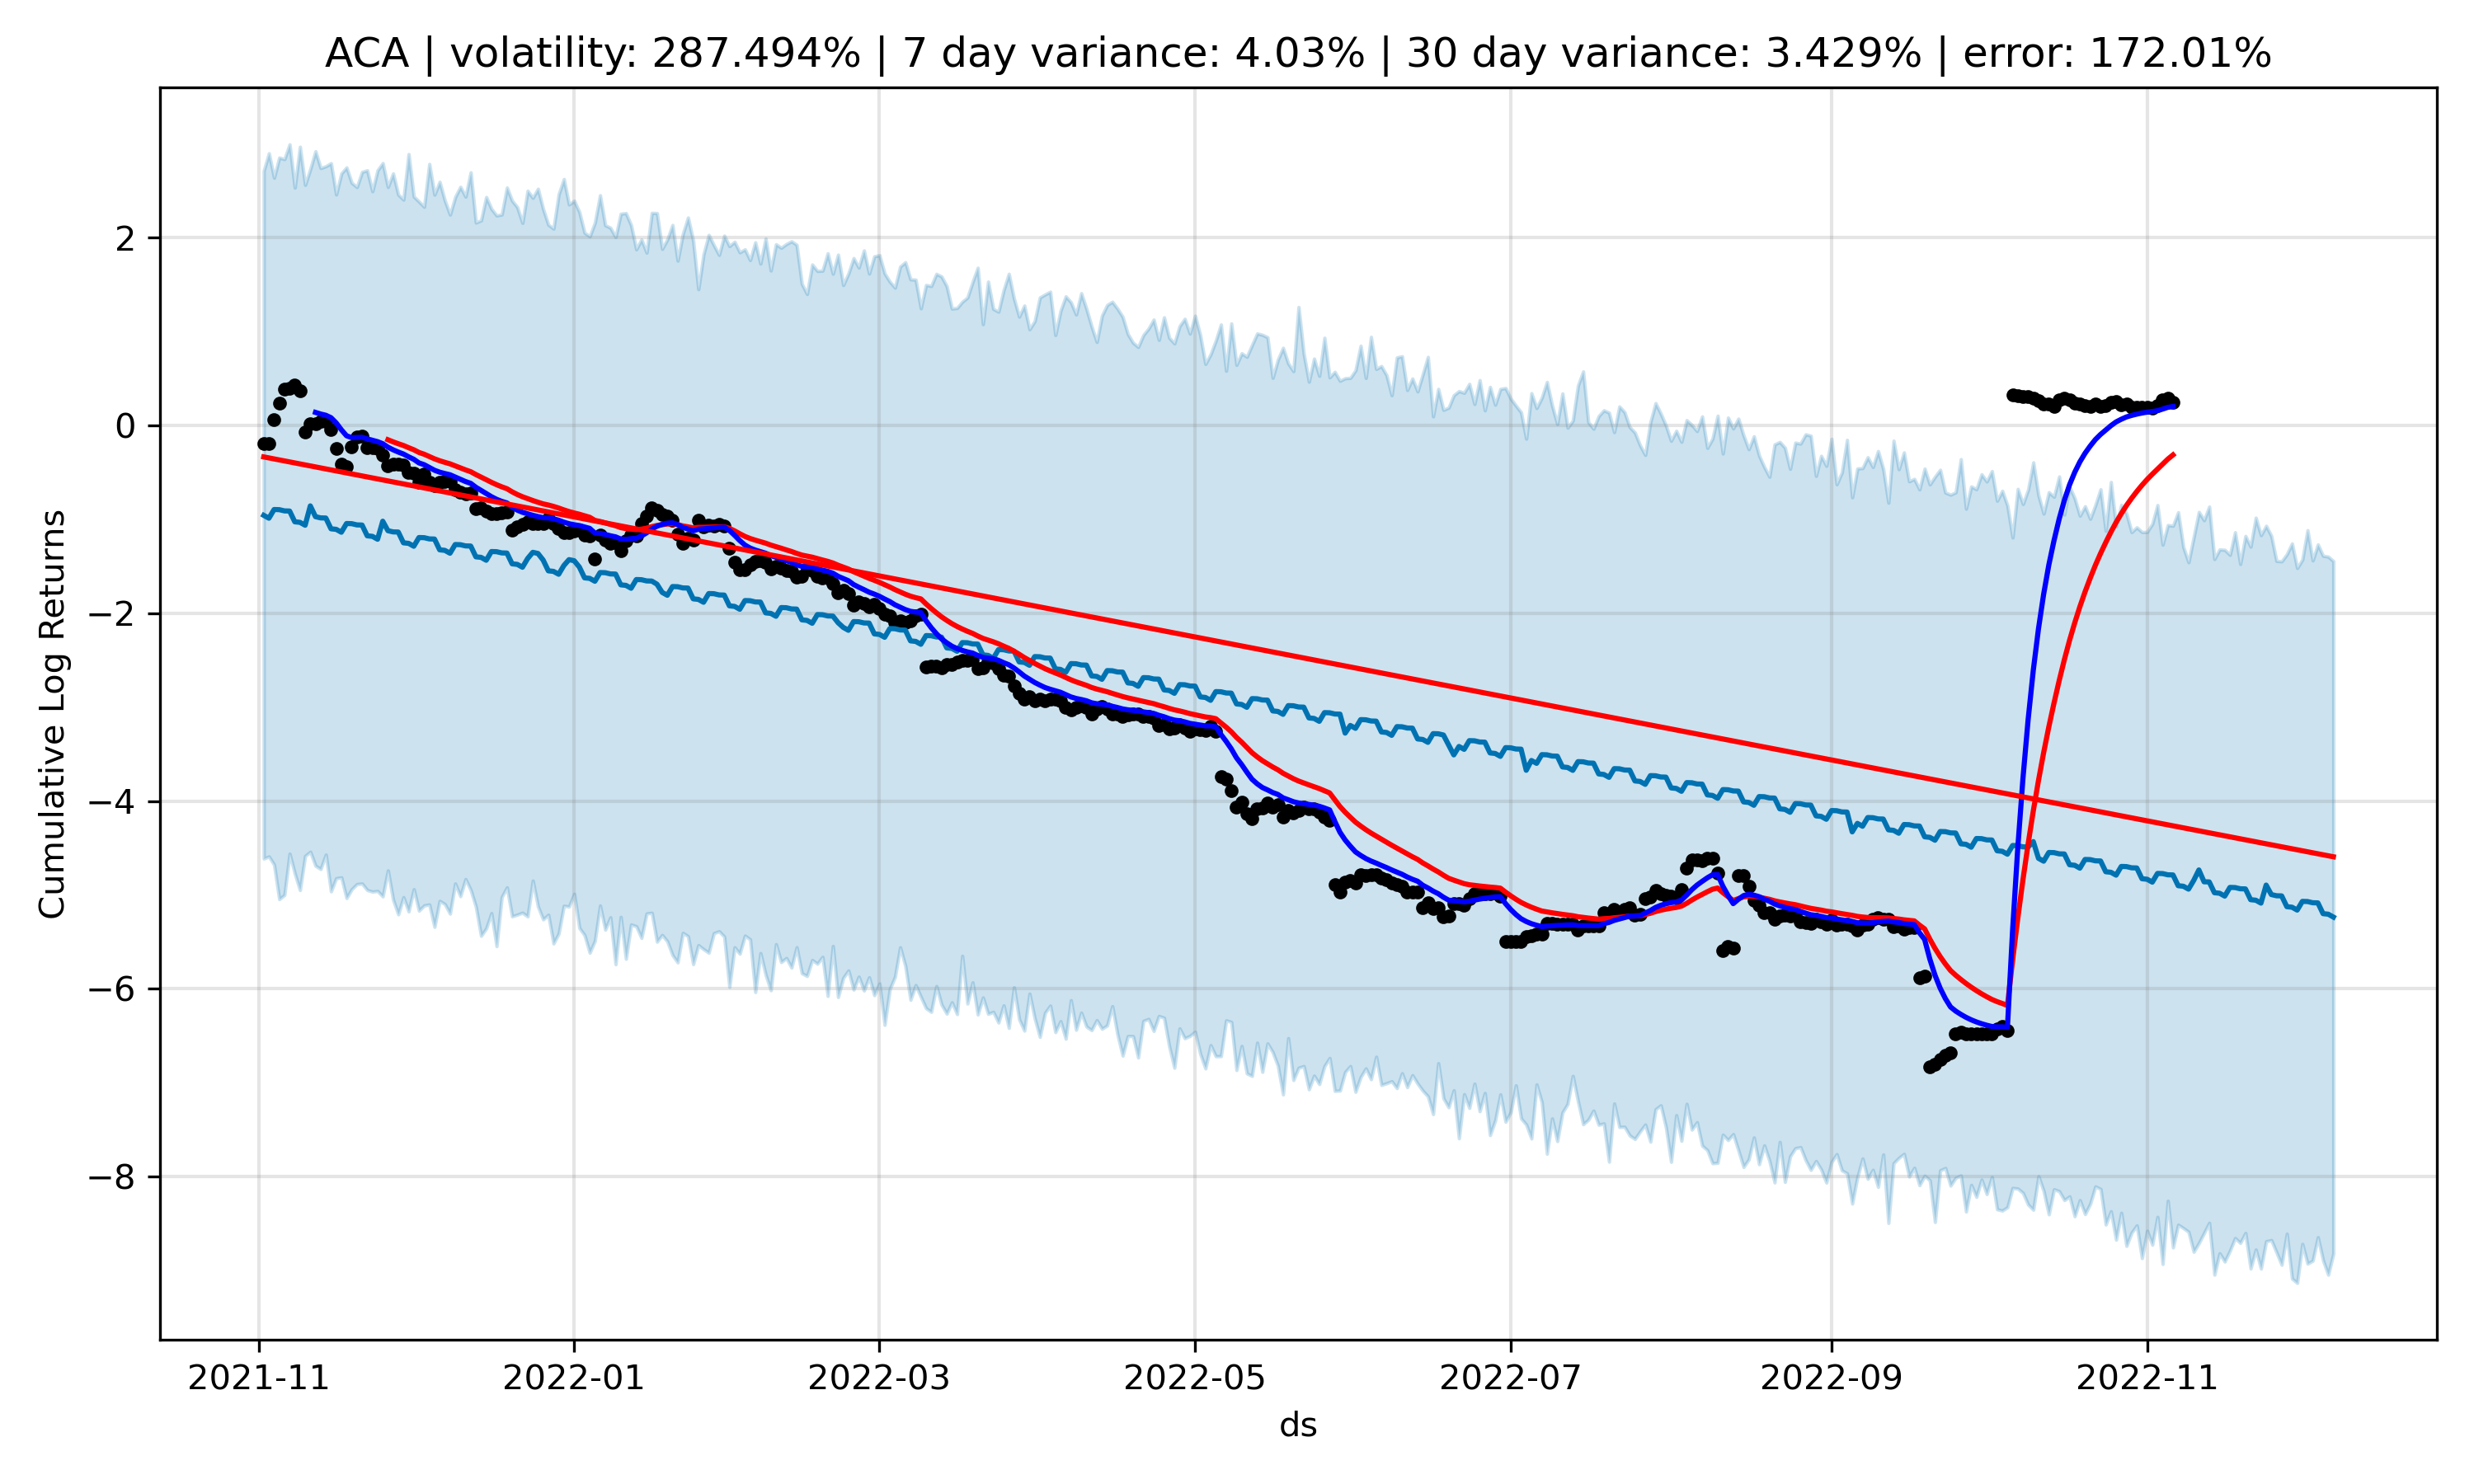 ACA | volatility: 287.494% | 7 day variance: 4.03% | 30 day variance: 3.429% | error: 172.01%
Cumulative Log Returns
2
0
−2
−4
−6
−8
2021-11 2022-01 2022-03 2022-05 2022-07 2022-09 2022-11
ds